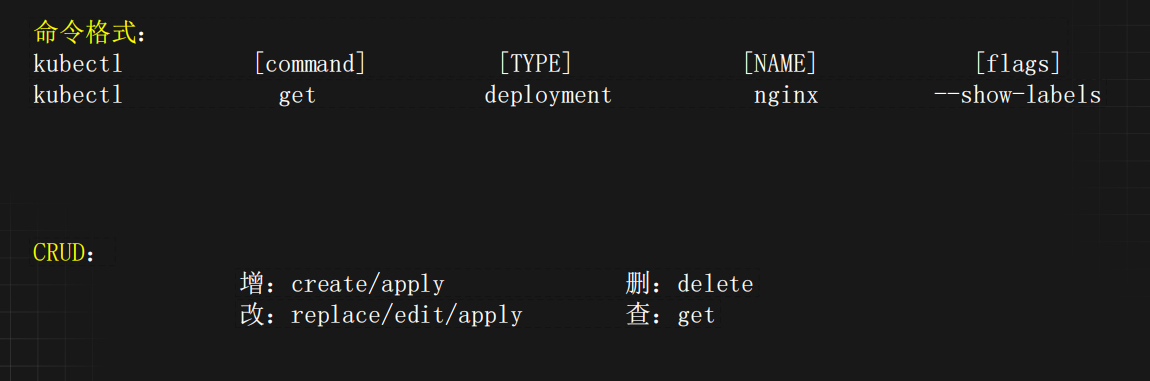 命令格式：
kubectl [command] [TYPE] [NAME] [flags]
kubectl get deployment nginx --show-labels
CRUD：
增：create/apply 删：delete
改：replace/edit/apply 查：get